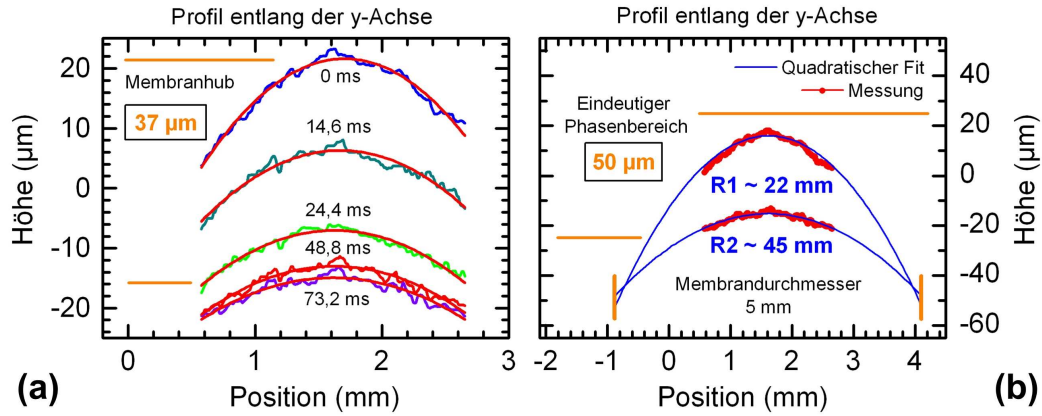 Profil entlang der y-Achse
20
10
0
-10
-20
Höhe (µm)
Membranhub
37 µm
0 ms
14,6 ms
24,4 ms
48,8 ms
73,2 ms
0
1
2
3
Position (mm)
(a)
Profil entlang der y-Achse
Quadratischer Fit
Messung
Eindeutiger
Phasenbereich
50 µm
R1 ~ 22 mm
R2 ~ 45 mm
Membrandurchmesser
5 mm
40
20
0
-20
-40
-60
Höhe (µm)
-2
-1
0
1
2
3
4
Position (mm)
(b)